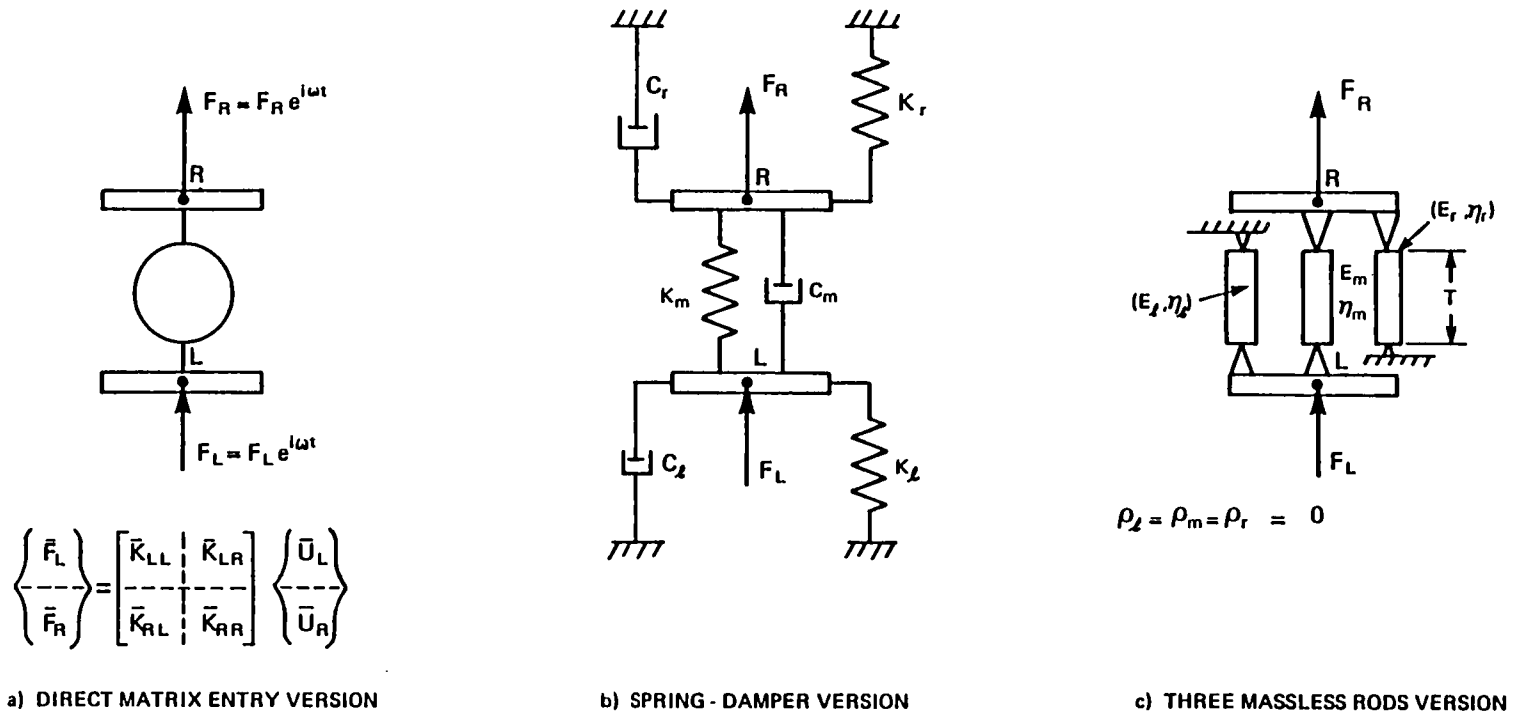 F_R = F_R e^{iωt}
R
L
F_L = F_L e^{iωt}
{F̄_L / F̄_R} = [K̄_LL K̄_LR / K̄_RL K̄_RR] {Ū_L / Ū_R}
a) DIRECT MATRIX ENTRY VERSION
C_r
F_R
K_r
R
K_m
C_m
L
C_ℓ
F_L
K_ℓ
b) SPRING - DAMPER VERSION
F_R
R
(E_r, η_r)
(E_ℓ, η_ℓ)
E_m
η_m
T
L
F_L
ρ_ℓ = ρ_m = ρ_r = 0
c) THREE MASSLESS RODS VERSION